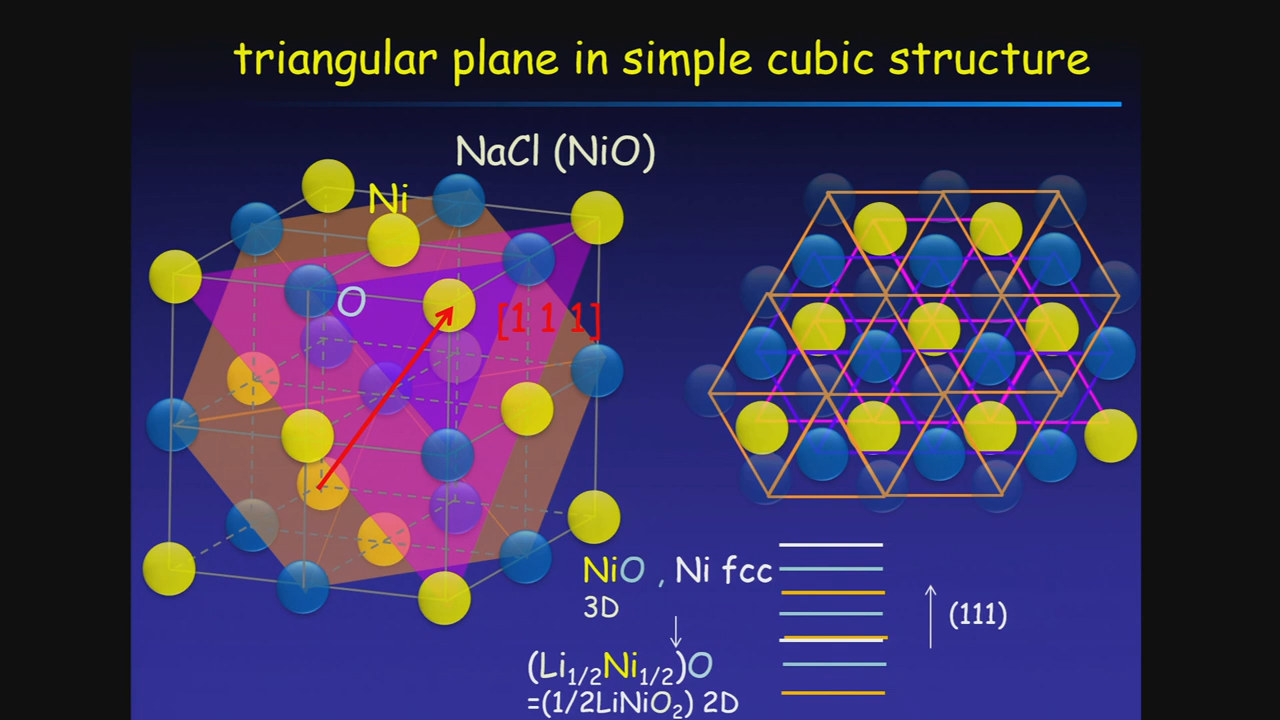 triangular plane in simple cubic structure
NaCl (NiO)
Ni
O
[1 1 1]
NiO , Ni fcc
3D
(111)
(Li₁/₂Ni₁/₂)O
=(1/2LiNiO₂) 2D